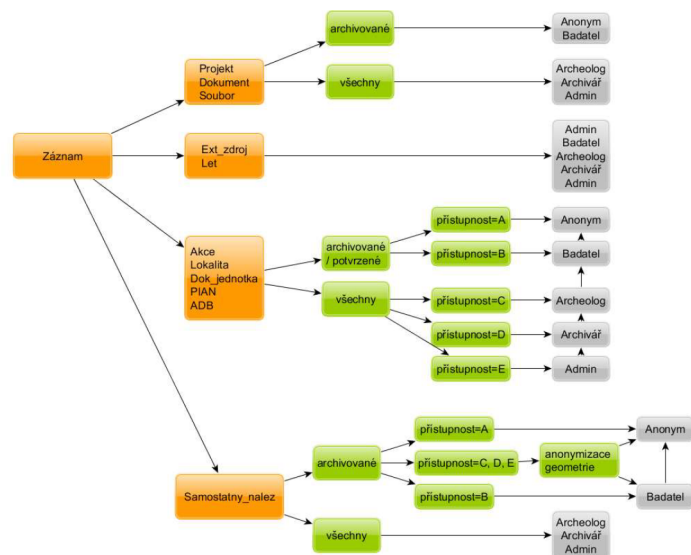 archivované
Anonym
Badatel
Projekt
Dokument
Soubor
všechny
Archeolog
Archivář
Admin
Záznam
Ext_zdroj
Let
Admin
Badatel
Archeolog
Archivář
Admin
Akce
Lokalita
Dok_jednotka
PIAN
ADB
archivované
/ potvrzené
přístupnost=A
Anonym
přístupnost=B
Badatel
všechny
přístupnost=C
Archeolog
přístupnost=D
Archivář
přístupnost=E
Admin
Samostatny_nalez
archivované
přístupnost=A
Anonym
přístupnost=C, D, E
anonymizace
geometrie
přístupnost=B
Badatel
všechny
Archeolog
Archivář
Admin